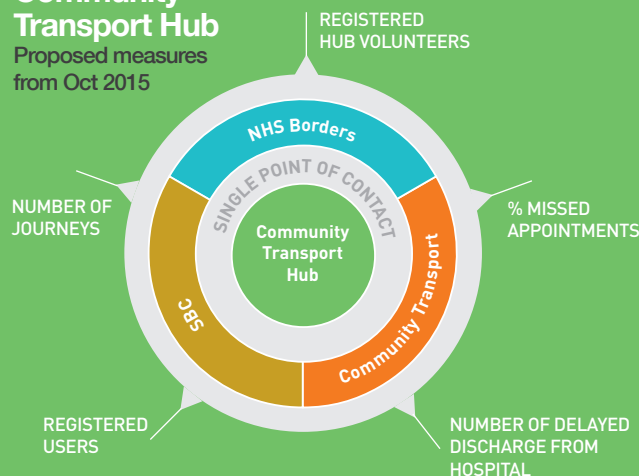 Community
Transport Hub
Proposed measures
from Oct 2015
REGISTERED
HUB VOLUNTEERS
NHS Borders
SINGLE POINT OF CONTACT
NUMBER OF
JOURNEYS
% MISSED
APPOINTMENTS
Community
Transport
Hub
SBC
Community Transport
REGISTERED
USERS
NUMBER OF DELAYED
DISCHARGE FROM
HOSPITAL